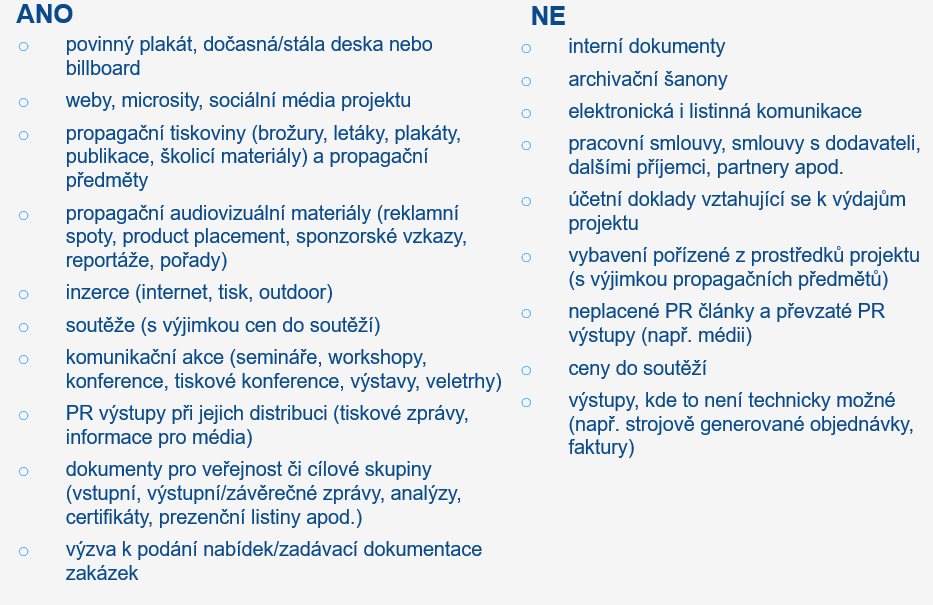 ANO
povinný plakát, dočasná/stála deska nebo
billboard
weby, microsity, sociální média projektu
propagační tiskoviny (brožury, letáky, plakáty,
publikace, školicí materiály) a propagační
předměty
propagační audiovizuální materiály (reklamní
spoty, product placement, sponzorské vzkazy,
reportáže, pořady)
inzerce (internet, tisk, outdoor)
soutěže (s výjimkou cen do soutěží)
komunikační akce (semináře, workshopy,
konference, tiskové konference, výstavy, veletrhy)
PR výstupy při jejich distribuci (tiskové zprávy,
informace pro média)
dokumenty pro veřejnost či cílové skupiny
(vstupní, výstupní/závěrečné zprávy, analýzy,
certifikáty, prezenční listiny apod.)
výzva k podání nabídek/zadávací dokumentace
zakázek
NE
interní dokumenty
archivační šanony
elektronická i listinná komunikace
pracovní smlouvy, smlouvy s dodavateli,
dalšími příjemci, partnery apod.
účetní doklady vztahující se k výdajům
projektu
vybavení pořízené z prostředků projektu
(s výjimkou propagačních předmětů)
neplacené PR články a převzaté PR
výstupy (např. médii)
ceny do soutěží
výstupy, kde to není technicky možné
(např. strojově generované objednávky,
faktury)